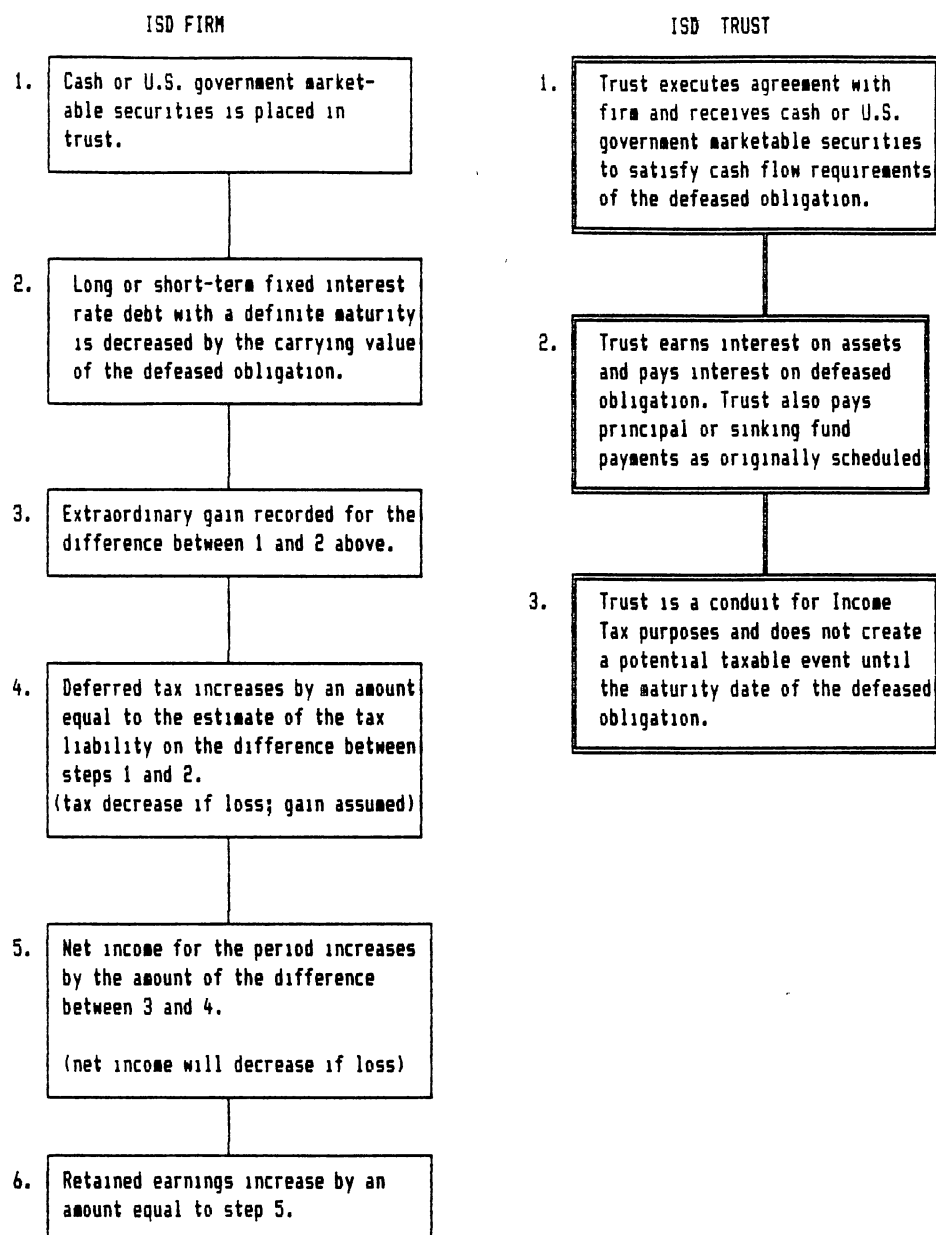 ISD FIRM
1. Cash or U.S. government market-
able securities is placed in
trust.
2. Long or short-term fixed interest
rate debt with a definite maturity
is decreased by the carrying value
of the defeased obligation.
3. Extraordinary gain recorded for the
difference between 1 and 2 above.
4. Deferred tax increases by an amount
equal to the estimate of the tax
liability on the difference between
steps 1 and 2.
(tax decrease if loss; gain assumed)
5. Net income for the period increases
by the amount of the difference
between 3 and 4.
(net income will decrease if loss)
6. Retained earnings increase by an
amount equal to step 5.
ISD TRUST
1. Trust executes agreement with
firm and receives cash or U.S.
government marketable securities
to satisfy cash flow requirements
of the defeased obligation.
2. Trust earns interest on assets
and pays interest on defeased
obligation. Trust also pays
principal or sinking fund
payments as originally scheduled
3. Trust is a conduit for Income
Tax purposes and does not create
a potential taxable event until
the maturity date of the defeased
obligation.